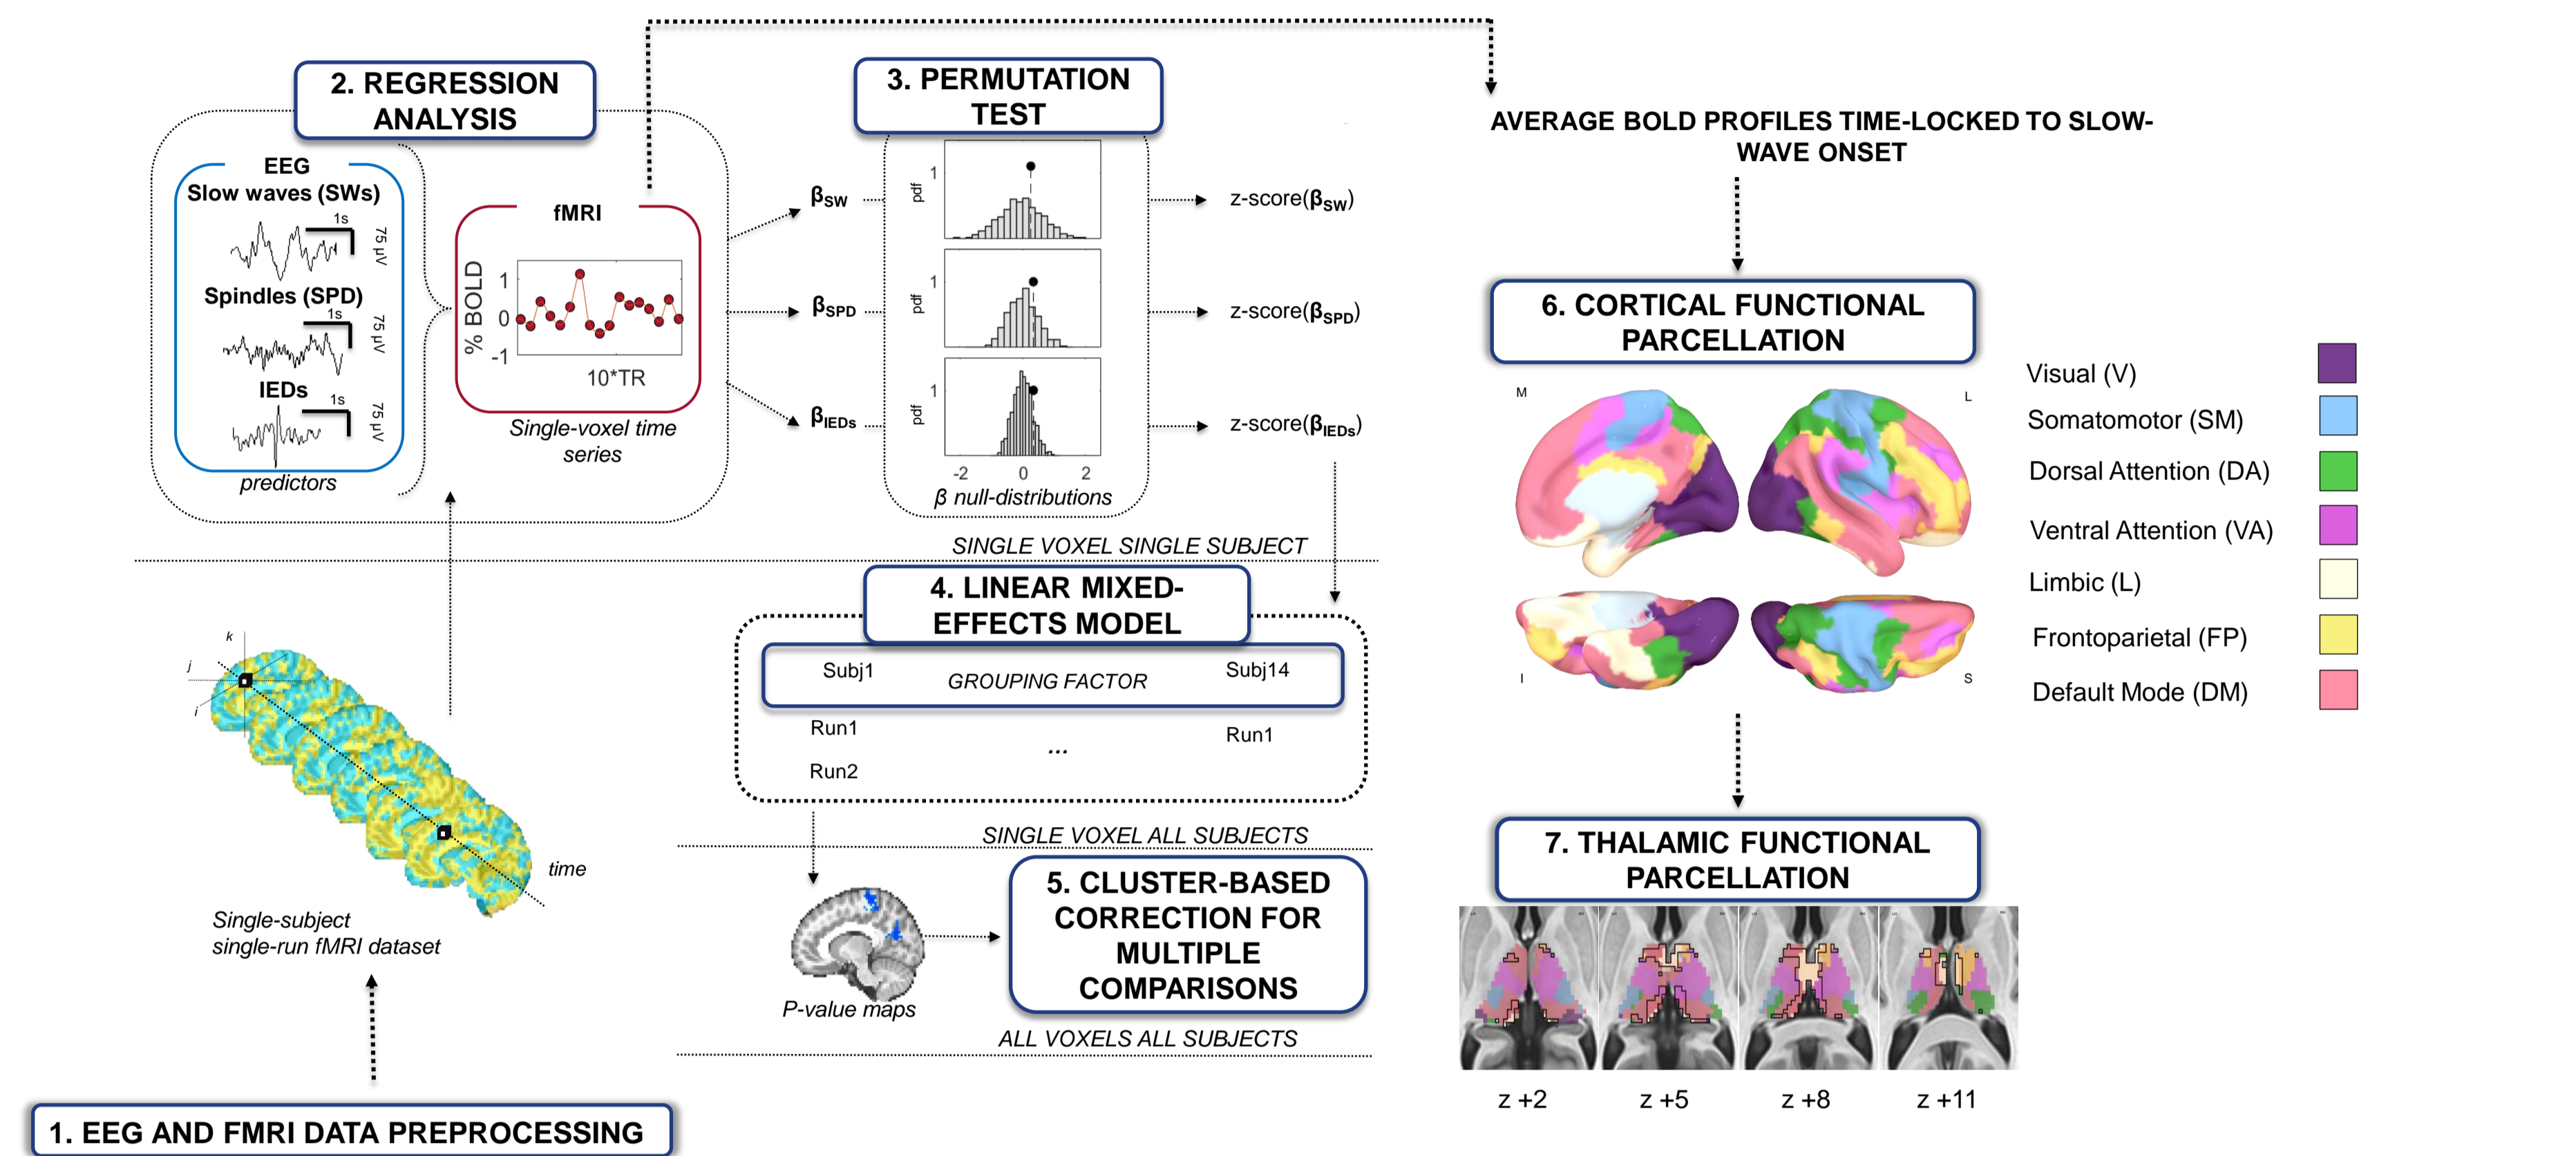 2. REGRESSION
ANALYSIS
EEG
Slow waves (SWs)
1s
75 µV
Spindles (SPD)
1s
75 µV
IEDs
1s
75 µV
predictors
fMRI
% BOLD
1
0
-1
10*TR
Single-voxel time
series
βSW
βSPD
βIEDs
3. PERMUTATION
TEST
pdf
1
pdf
1
pdf
1
-2 0 2
β null-distributions
z-score(βSW)
z-score(βSPD)
z-score(βIEDs)
SINGLE VOXEL SINGLE SUBJECT
4. LINEAR MIXED-
EFFECTS MODEL
Subj1 GROUPING FACTOR Subj14
Run1 ... Run1
Run2
SINGLE VOXEL ALL SUBJECTS
P-value maps
5. CLUSTER-BASED
CORRECTION FOR
MULTIPLE
COMPARISONS
ALL VOXELS ALL SUBJECTS
k
j
i
time
Single-subject
single-run fMRI dataset
1. EEG AND FMRI DATA PREPROCESSING
AVERAGE BOLD PROFILES TIME-LOCKED TO SLOW-
WAVE ONSET
6. CORTICAL FUNCTIONAL
PARCELLATION
M
L
I
S
Visual (V)
Somatomotor (SM)
Dorsal Attention (DA)
Ventral Attention (VA)
Limbic (L)
Frontoparietal (FP)
Default Mode (DM)
7. THALAMIC FUNCTIONAL
PARCELLATION
z +2 z +5 z +8 z +11